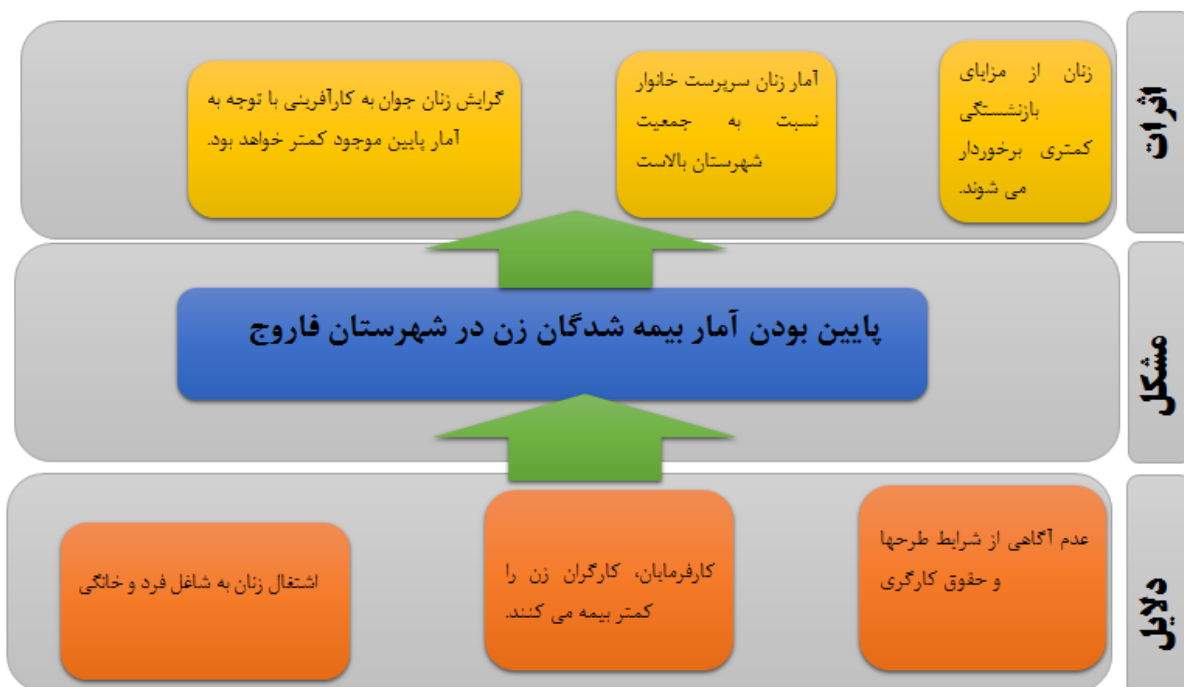 اثرات
زنان از مزایای
بازنشستگی
کمتری برخوردار
می شوند.
آمار زنان سرپرست خانوار
نسبت به جمعیت
شهرستان بالاست
گرایش زنان جوان به کارآفرینی با توجه به
آمار پایین موجود کمتر خواهد بود.
مشکل
پایین بودن آمار بیمه شدگان زن در شهرستان فاروج
دلایل
عدم آگاهی از شرایط طرحها
و حقوق کارگری
کارفرمایان، کارگران زن را
کمتر بیمه می کنند.
اشتغال زنان به شاغل فرد و خانگی